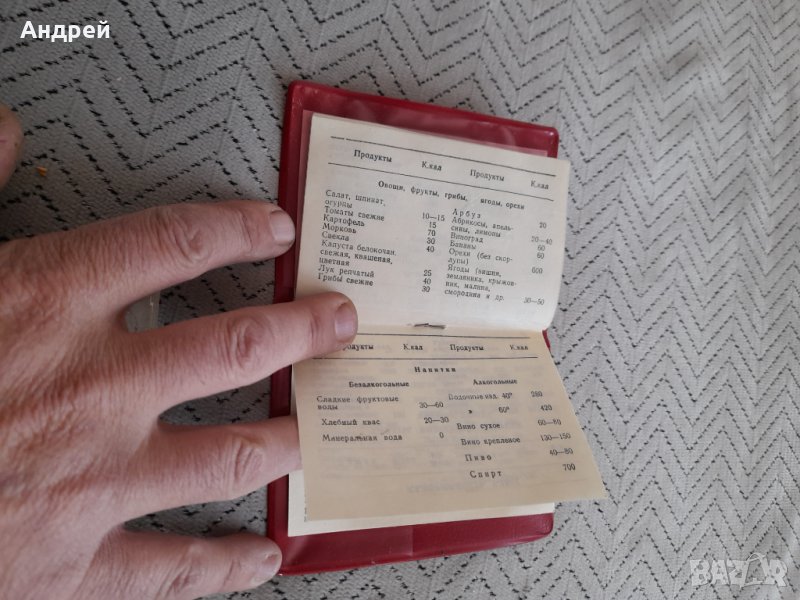 Андрей
Продукты К.кал Продукты К.кал
Овощи, фрукты, грибы, ягоды, орехи
Салат, шпинат,
огурцы 10—15
Томаты свежие 15
Картофель 70
Морковь 30
Свекла 40
Капуста белокочан.
свежая, квашеная,
цветная 25
Лук репчатый 40
Грибы свежие 30
Арбуз 20
Абрикосы, апель-
сины, лимоны 20—40
Виноград 60
Бананы 60
Орехи (без скор-
лупы) 600
Ягоды (вишня,
земляника, крыжов-
ник, малина,
смородина и др. 30—50
Продукты К.кал Продукты К.кал
Напитки
Безалкогольные
Сладкие фруктовые
воды 30—60
Хлебный квас 20—30
Минеральная вода 0
Алкогольные
Водочные изд. 40° 280
» 60° 420
Вино сухое 60—80
Вино крепленое 130—150
Пиво 40—80
Спирт 700
BAZAR